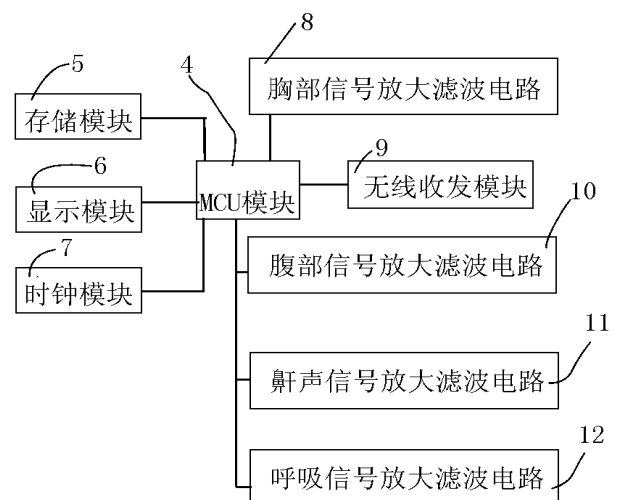 8
胸部信号放大滤波电路
5
存储模块
4
MCU模块
9
无线收发模块
6
显示模块
10
腹部信号放大滤波电路
7
时钟模块
11
鼾声信号放大滤波电路
12
呼吸信号放大滤波电路